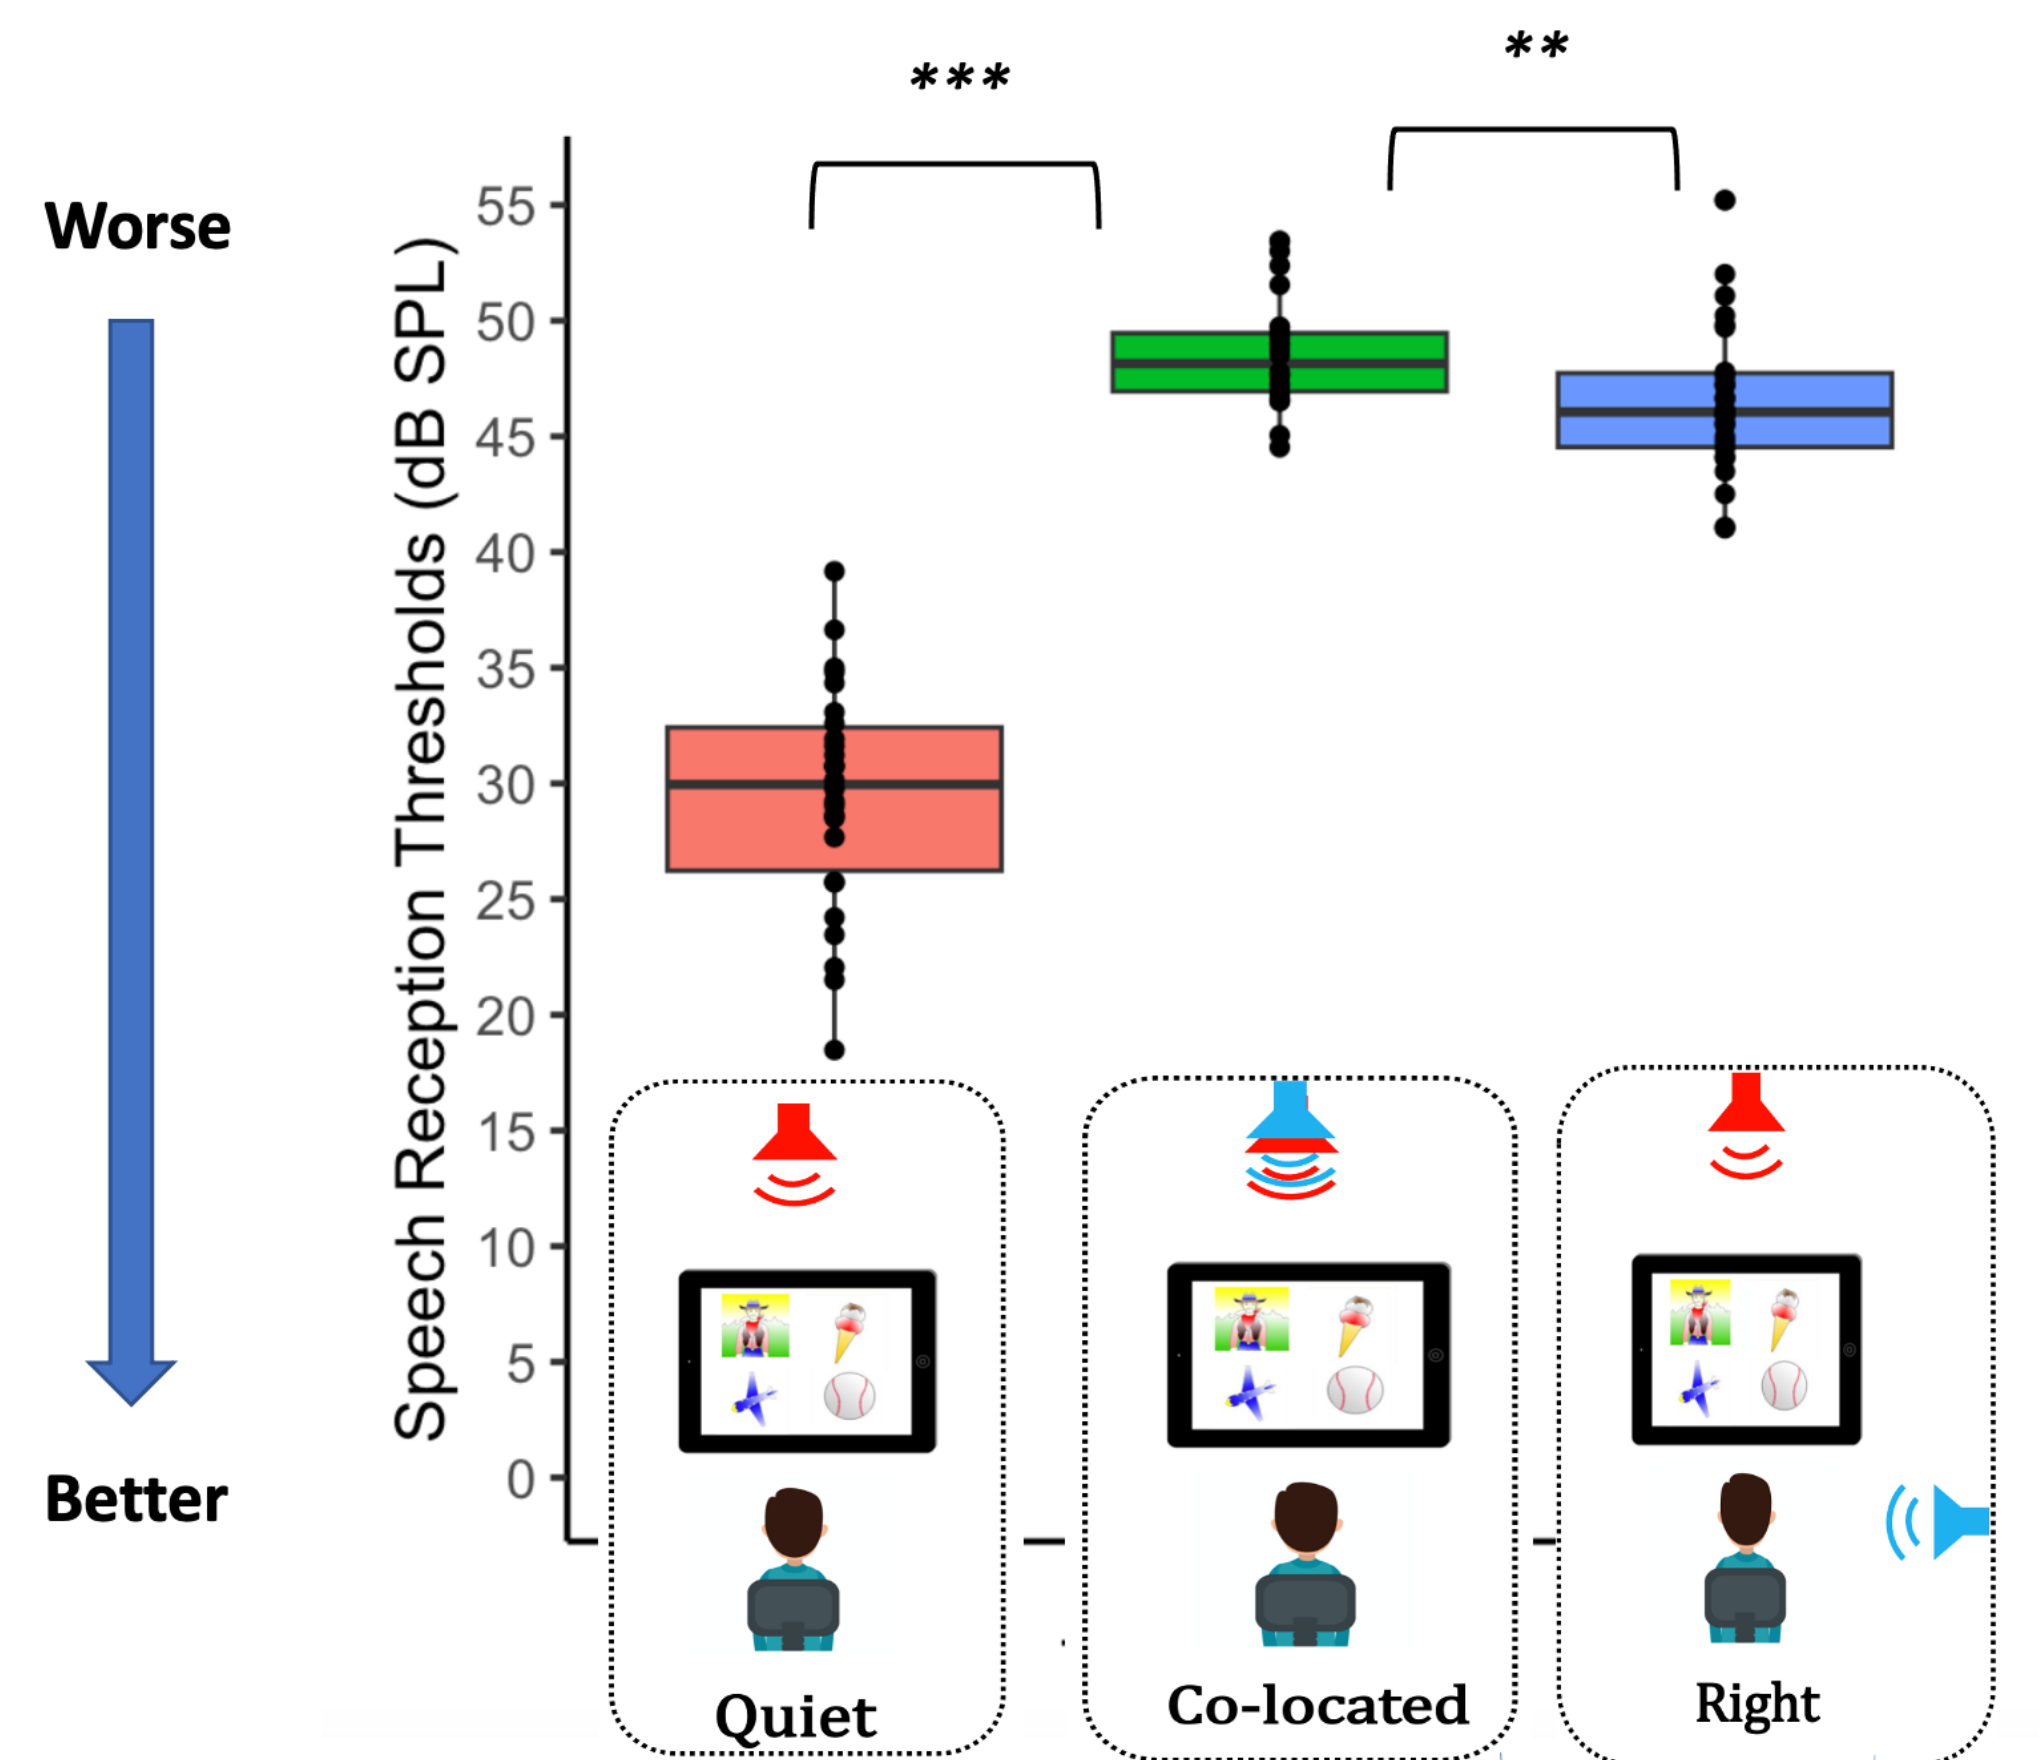 ***
**
Worse
Better
Speech Reception Thresholds (dB SPL)
55
50
45
40
35
30
25
20
15
10
5
0
Quiet
Co-located
Right